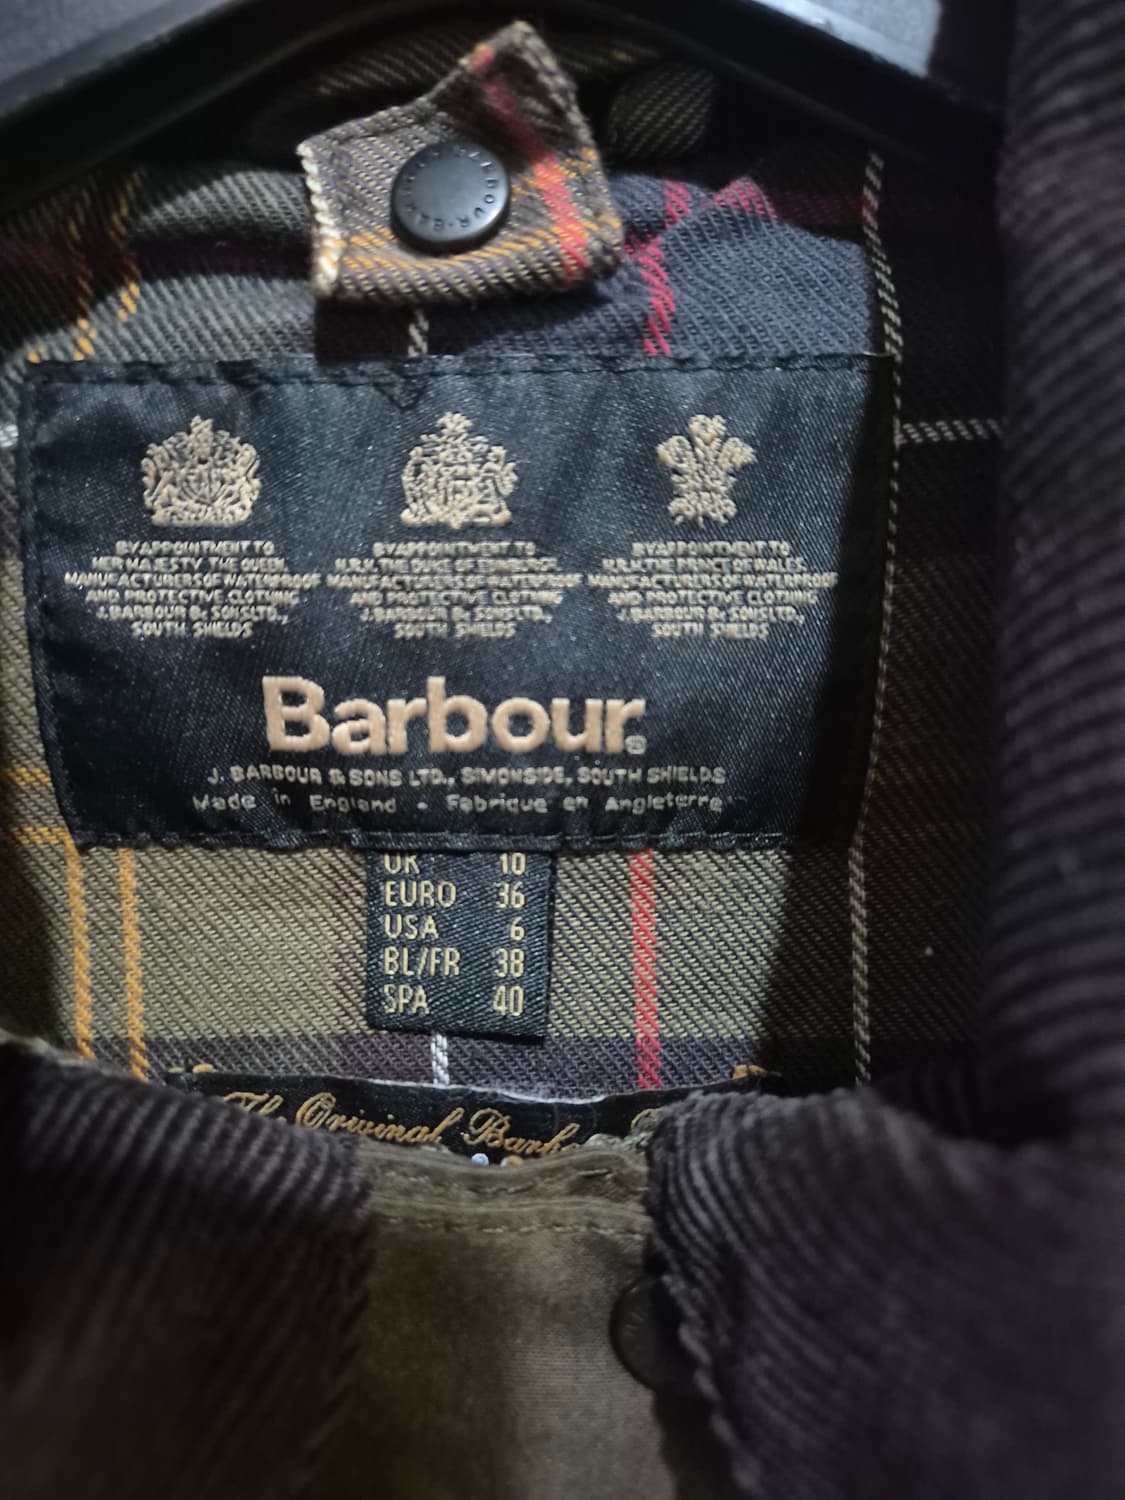 BY APPOINTMENT TO
HER MAJESTY THE QUEEN
MANUFACTURERS OF WATERPROOF
AND PROTECTIVE CLOTHING
J. BARBOUR & SONS LTD,
SOUTH SHIELDS
BY APPOINTMENT TO
H.R.H. THE DUKE OF EDINBURGH
MANUFACTURERS OF WATERPROOF
AND PROTECTIVE CLOTHING
J. BARBOUR & SONS LTD,
SOUTH SHIELDS
BY APPOINTMENT TO
H.R.H. THE PRINCE OF WALES
MANUFACTURERS OF WATERPROOF
AND PROTECTIVE CLOTHING
J. BARBOUR & SONS LTD,
SOUTH SHIELDS
Barbour®
J. BARBOUR & SONS LTD., SIMONSIDE, SOUTH SHIELDS
Made in England - Fabriqué en Angleterre
UK 10
EURO 36
USA 6
BL/FR 38
SPA 40
The Original Barb